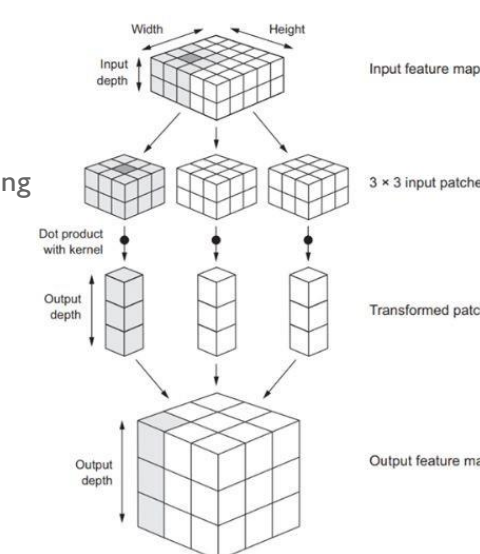 Width
Height
Input
depth
Input feature map
ng
3 × 3 input patche
Dot product
with kernel
Output
depth
Transformed patc
Output
depth
Output feature ma